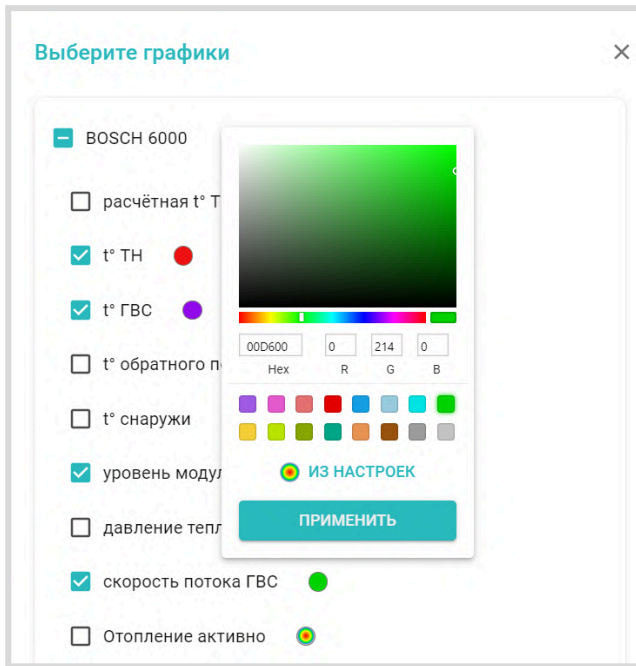 Выберите графики
BOSCH 6000
расчётная t° Т
t° ТН
t° ГВС
00D600 0 214 0
Hex R G B
t° обратного п
t° снаружи
уровень модул
ИЗ НАСТРОЕК
давление тепл
ПРИМЕНИТЬ
скорость потока ГВС
Отопление активно